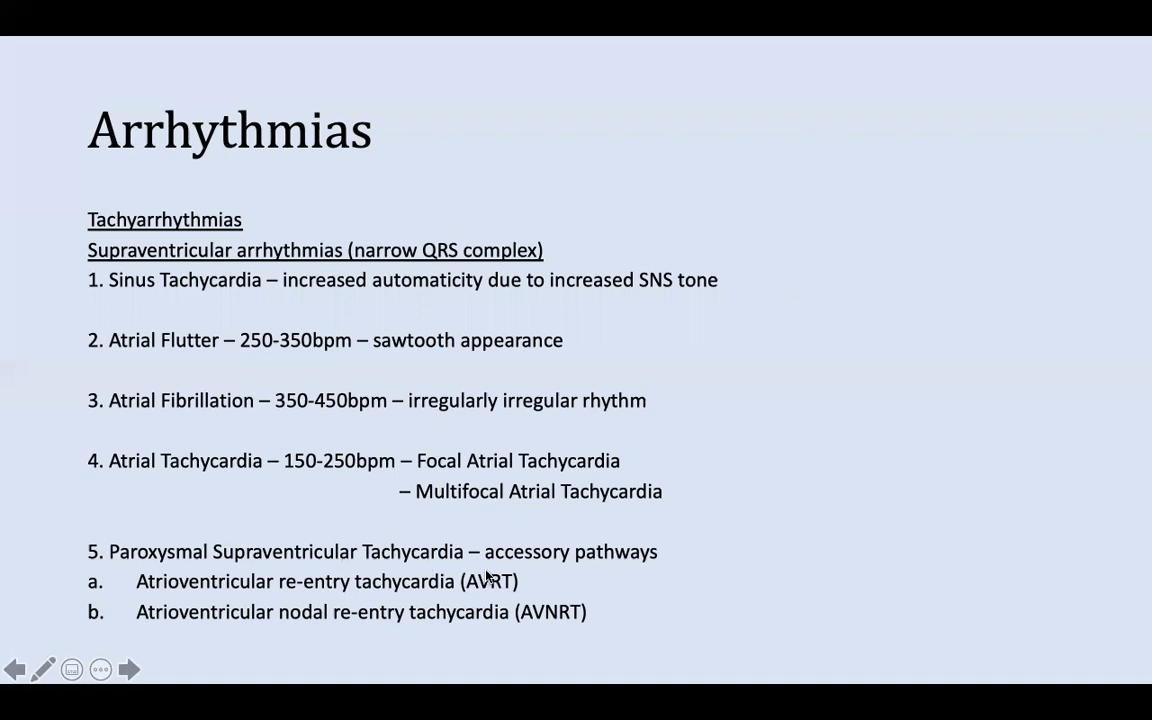 Arrhythmias
Tachyarrhythmias
Supraventricular arrhythmias (narrow QRS complex)
1. Sinus Tachycardia – increased automaticity due to increased SNS tone
2. Atrial Flutter – 250-350bpm – sawtooth appearance
3. Atrial Fibrillation – 350-450bpm – irregularly irregular rhythm
4. Atrial Tachycardia – 150-250bpm – Focal Atrial Tachycardia
– Multifocal Atrial Tachycardia
5. Paroxysmal Supraventricular Tachycardia – accessory pathways
a. Atrioventricular re-entry tachycardia (AVRT)
b. Atrioventricular nodal re-entry tachycardia (AVNRT)